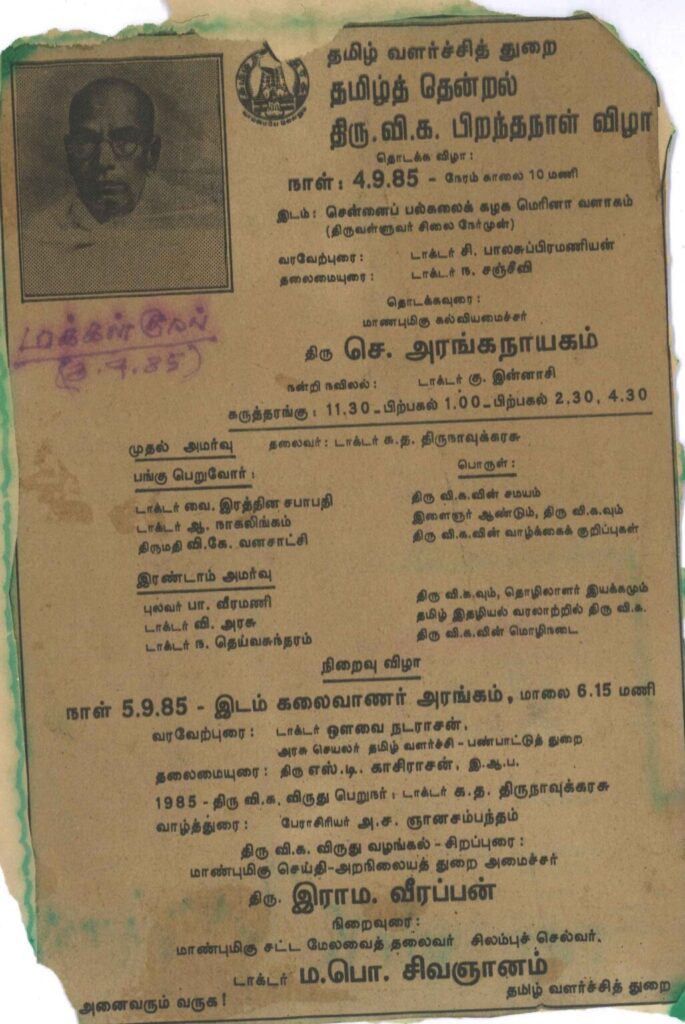 தமிழ் வளர்ச்சித் துறை
தமிழ்த் தென்றல்
திரு.வி.க. பிறந்தநாள் விழா
தொடக்க விழா:
நாள்: 4.9.85 - நேரம் காலை 10 மணி
இடம்: சென்னைப் பல்கலைக் கழக மெரினா வளாகம்
(திருவள்ளுவர் சிலை நேர்முன்)
வரவேற்புரை: டாக்டர் சி. பாலசுப்பிரமணியன்
தலைமையுரை: டாக்டர் ந. சஞ்சீவி
தொடக்கவுரை:
மாண்புமிகு கல்வியமைச்சர்
திரு செ. அரங்கநாயகம்
மக்கள் குரல்
நன்றி நவிலல்: டாக்டர் கு. இன்னாசி
கருத்தரங்கு: 11.30_பிற்பகல் 1.00_பிற்பகல் 2.30, 4.30
முதல் அமர்வு தலைவர்: டாக்டர் க.த. திருநாவுக்கரசு
பங்கு பெறுவோர்: பொருள்:
டாக்டர் வை. இரத்தின சபாபதி திரு வி.க.வின் சமயம்
டாக்டர் ஆ. நாகலிங்கம் இளைஞர் ஆண்டும், திரு வி.க.வும்
திருமதி வி.கே. வனசாட்சி திரு வி.க.வின் வாழ்க்கைக் குறிப்புகள்
இரண்டாம் அமர்வு
புலவர் பா. வீரமணி திரு வி.க.வும், தொழிலாளர் இயக்கமும்
டாக்டர் வி. அரசு தமிழ் இதழியல் வரலாற்றில் திரு வி.க.
டாக்டர் ந. தெய்வசுந்தரம் திரு வி.க.வின் மொழிநடை
நிறைவு விழா
நாள் 5.9.85 - இடம் கலைவாணர் அரங்கம், மாலை 6.15 மணி
வரவேற்புரை: டாக்டர் ஔவை நடராசன்,
அரசு செயலர் தமிழ் வளர்ச்சி - பண்பாட்டுத் துறை
தலைமையுரை: திரு எஸ்.டி. காசிராசன், இ.ஆ.ப.
1985 - திரு வி.க. விருது பெறுநர்: டாக்டர் க.த. திருநாவுக்கரசு
வாழ்த்துரை: பேராசிரியர் அ.ச. ஞானசம்பந்தம்
திரு வி.க. விருது வழங்கல் - சிறப்புரை:
மாண்புமிகு செய்தி-அறநிலையத் துறை அமைச்சர்
திரு. இராம. வீரப்பன்
நிறைவுரை:
மாண்புமிகு சட்ட மேலவைத் தலைவர் சிலம்புச் செல்வர்.
டாக்டர் ம.பொ. சிவஞானம்
அனைவரும் வருக! தமிழ் வளர்ச்சித் துறை